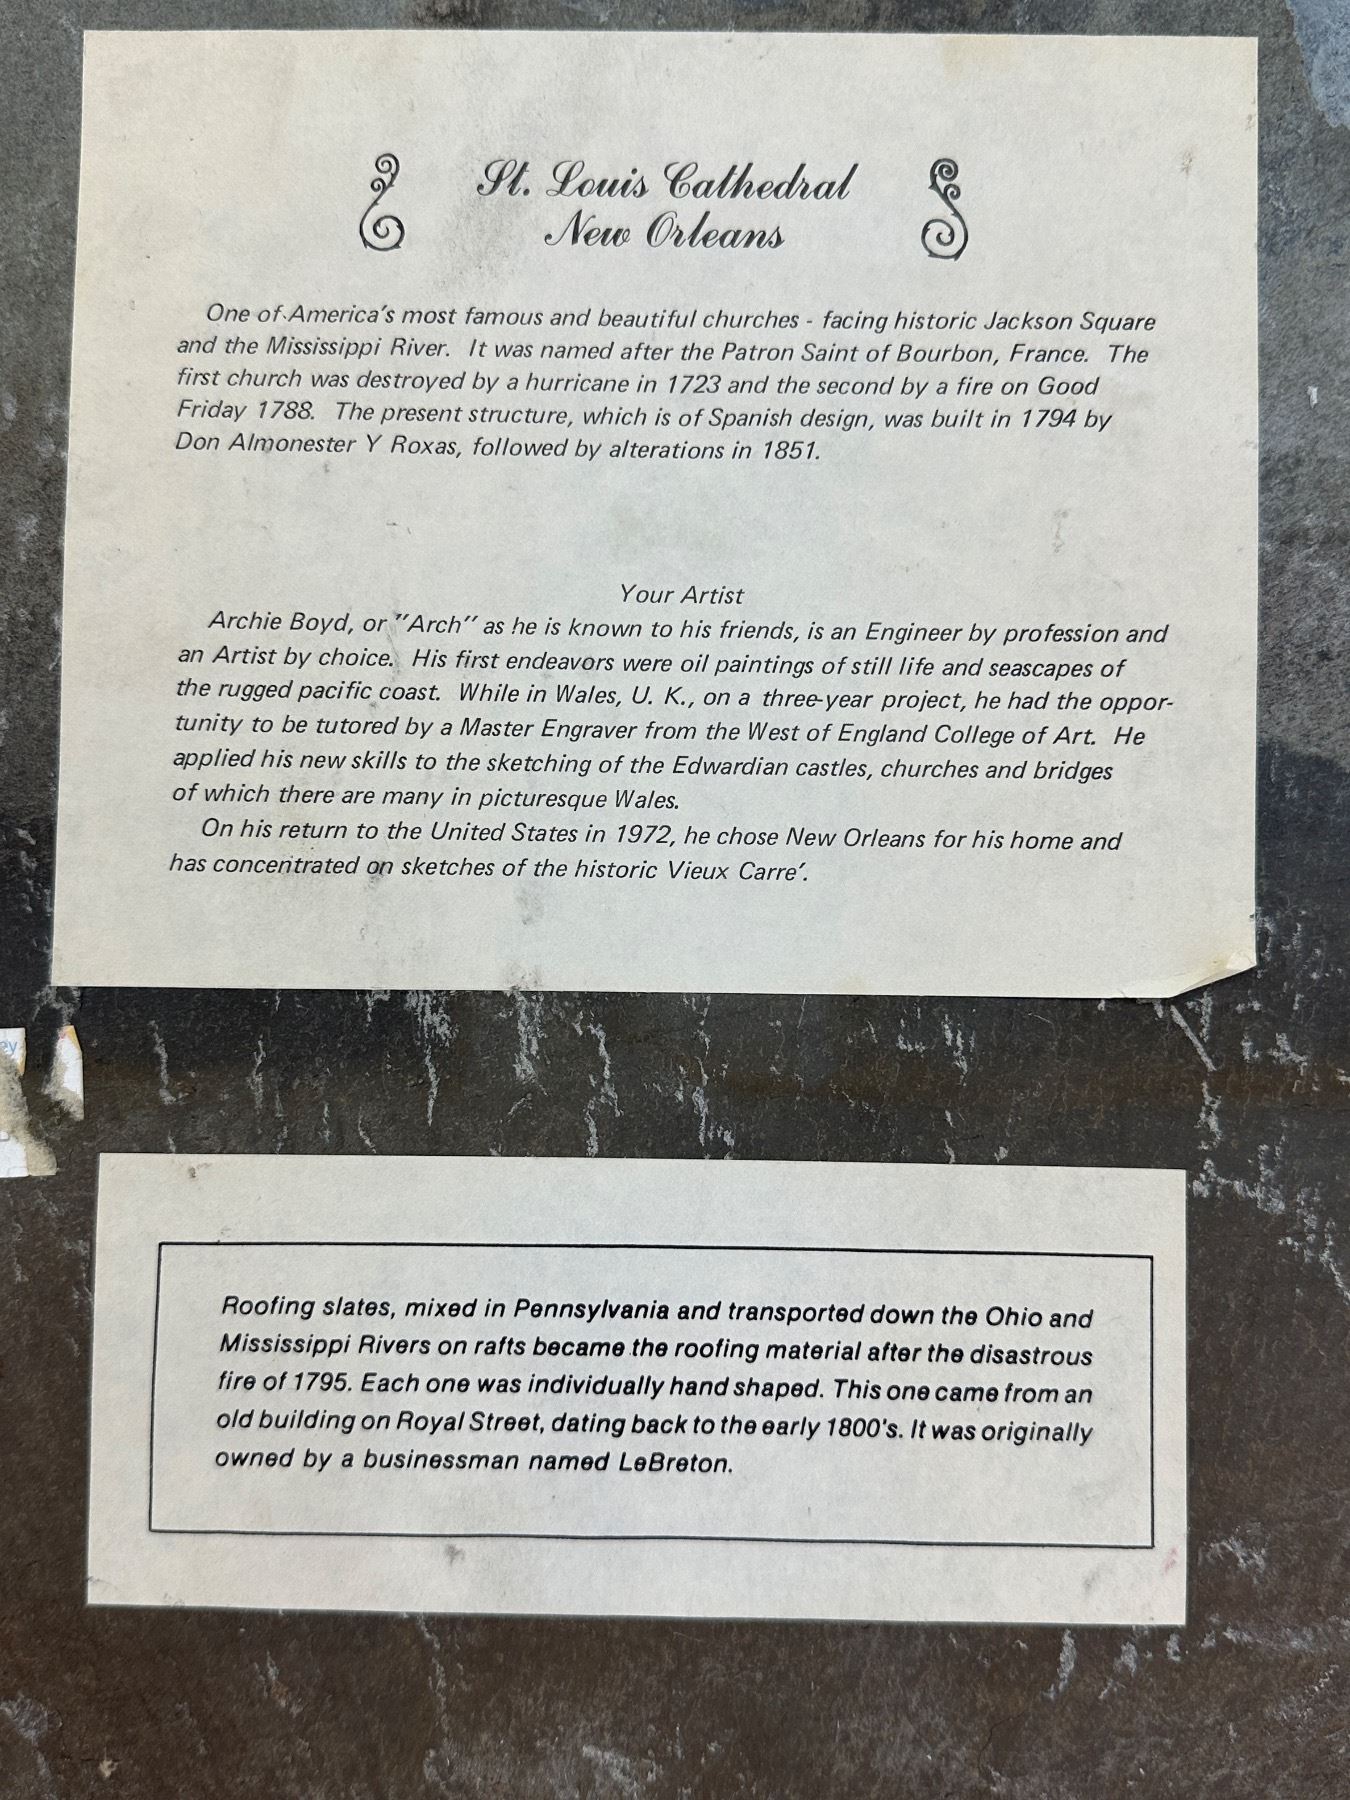 St. Louis Cathedral
New Orleans
One of America's most famous and beautiful churches - facing historic Jackson Square
and the Mississippi River. It was named after the Patron Saint of Bourbon, France. The
first church was destroyed by a hurricane in 1723 and the second by a fire on Good
Friday 1788. The present structure, which is of Spanish design, was built in 1794 by
Don Almonester Y Roxas, followed by alterations in 1851.
Your Artist
Archie Boyd, or "Arch" as he is known to his friends, is an Engineer by profession and
an Artist by choice. His first endeavors were oil paintings of still life and seascapes of
the rugged pacific coast. While in Wales, U. K., on a three-year project, he had the oppor-
tunity to be tutored by a Master Engraver from the West of England College of Art. He
applied his new skills to the sketching of the Edwardian castles, churches and bridges
of which there are many in picturesque Wales.
On his return to the United States in 1972, he chose New Orleans for his home and
has concentrated on sketches of the historic Vieux Carre'.
Roofing slates, mixed in Pennsylvania and transported down the Ohio and
Mississippi Rivers on rafts became the roofing material after the disastrous
fire of 1795. Each one was individually hand shaped. This one came from an
old building on Royal Street, dating back to the early 1800's. It was originally
owned by a businessman named LeBreton.